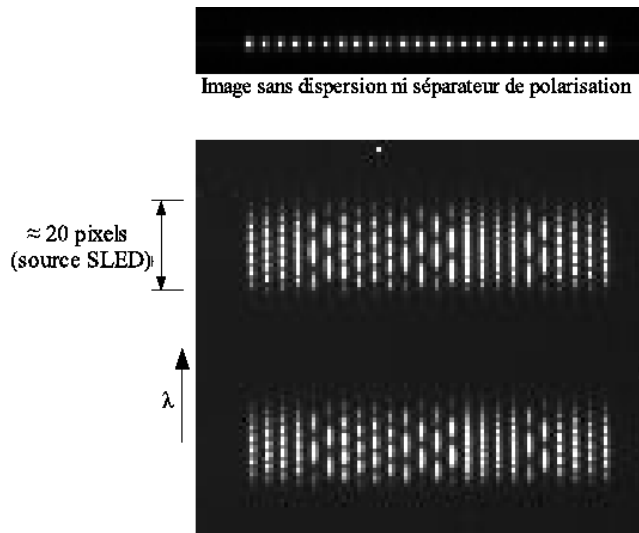 Image sans dispersion ni séparateur de polarisation
≈ 20 pixels
(source SLED)
λ